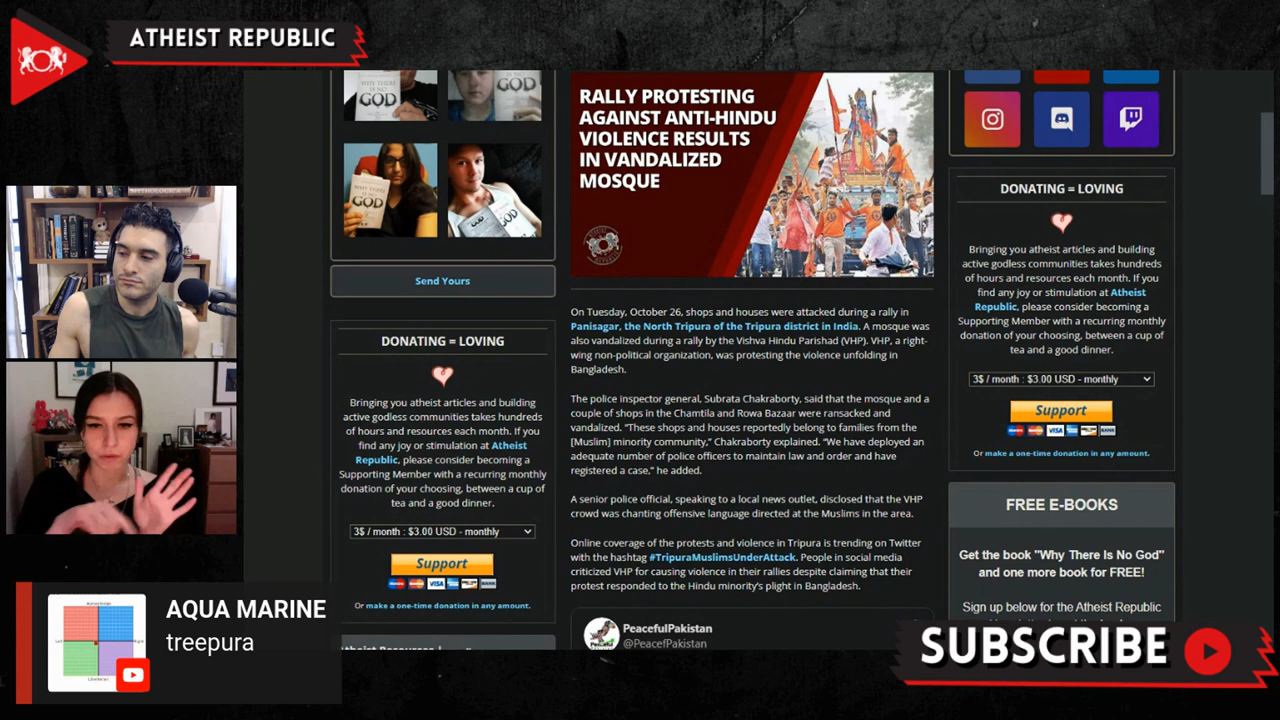 ATHEIST REPUBLIC
WHY THERE
IS NO
GOD
GOD
RALLY PROTESTING
AGAINST ANTI-HINDU
VIOLENCE RESULTS
IN VANDALIZED
MOSQUE
Send Yours
DONATING = LOVING
Bringing you atheist articles and building
active godless communities takes hundreds
of hours and resources each month. If you
find any joy or stimulation at Atheist
Republic, please consider becoming a
Supporting Member with a recurring monthly
donation of your choosing, between a cup of
tea and a good dinner.
3$ / month : $3.00 USD - monthly
Support
VISA
BANK
Or make a one-time donation in any amount.
On Tuesday, October 26, shops and houses were attacked during a rally in
Panisagar, the North Tripura of the Tripura district in India. A mosque was
also vandalized during a rally by the Vishva Hindu Parishad (VHP). VHP, a right-
wing non-political organization, was protesting the violence unfolding in
Bangladesh.
The police inspector general, Subrata Chakraborty, said that the mosque and a
couple of shops in the Chamtila and Rowa Bazaar were ransacked and
vandalized. “These shops and houses reportedly belong to families from the
[Muslim] minority community,” Chakraborty explained. “We have deployed an
adequate number of police officers to maintain law and order and have
registered a case,” he added.
A senior police official, speaking to a local news outlet, disclosed that the VHP
crowd was chanting offensive language directed at the Muslims in the area.
Online coverage of the protests and violence in Tripura is trending on Twitter
with the hashtag #TripuraMuslimsUnderAttack. People in social media
criticized VHP for causing violence in their rallies despite claiming that their
protest responded to the Hindu minority’s plight in Bangladesh.
PeacefulPakistan
@PeacefPakistan
DONATING = LOVING
Bringing you atheist articles and building
active godless communities takes hundreds
of hours and resources each month. If you
find any joy or stimulation at Atheist
Republic, please consider becoming a
Supporting Member with a recurring monthly
donation of your choosing, between a cup of
tea and a good dinner.
3$ / month : $3.00 USD - monthly
Support
VISA
BANK
Or make a one-time donation in any amount.
FREE E-BOOKS
Get the book "Why There Is No God"
and one more book for FREE!
Sign up below for the Atheist Republic
AQUA MARINE
treepura
SUBSCRIBE